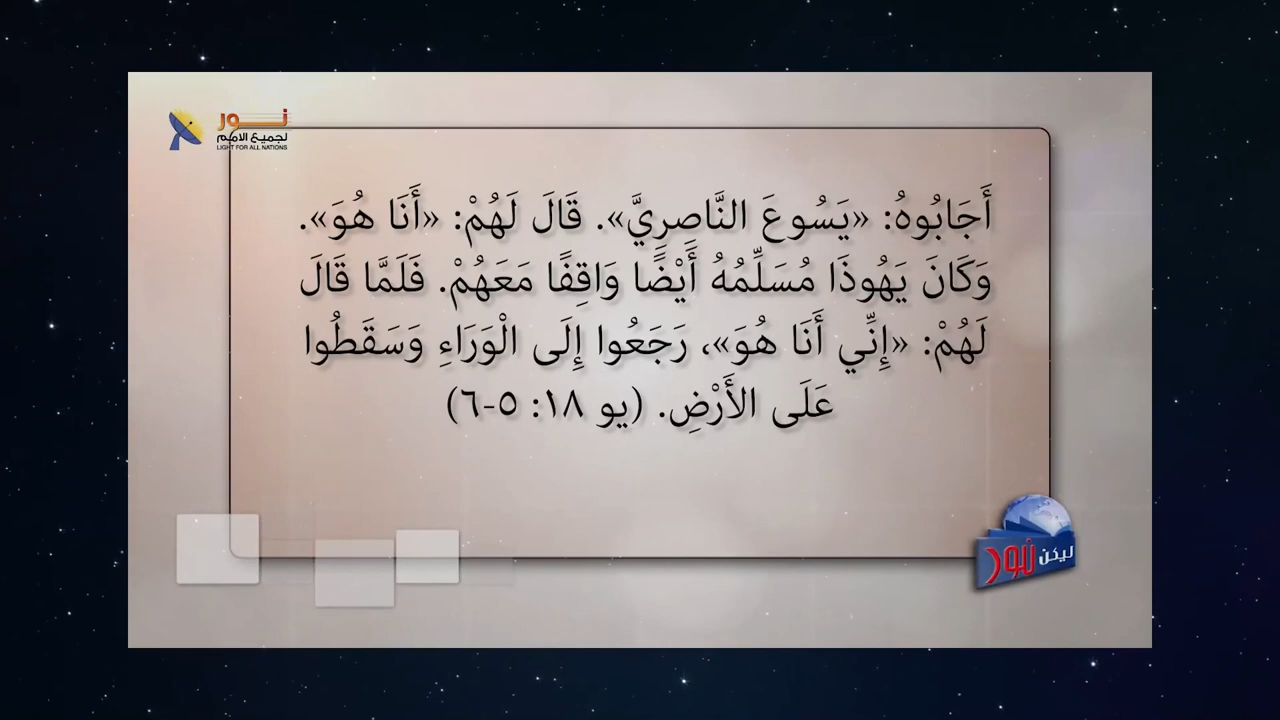 نور
لجميع الامم
LIGHT FOR ALL NATIONS
أَجَابُوهُ: «يَسُوعَ النَّاصرِيَّ». قَالَ لَهُمْ: «أَنَا هُوَ».
وَكَانَ يَهُوذَا مُسَلِّمُهُ أَيْضًا وَاقِفًا مَعَهُمْ. فَلَمَّا قَالَ
لَهُمْ: «إِنِّي أَنَا هُوَ»، رَجَعُوا إِلَى الْوَرَاءِ وَسَقَطُوا
عَلَى الأَرْضِ. (يو ١٨: ٥-٦)
ليكن نور